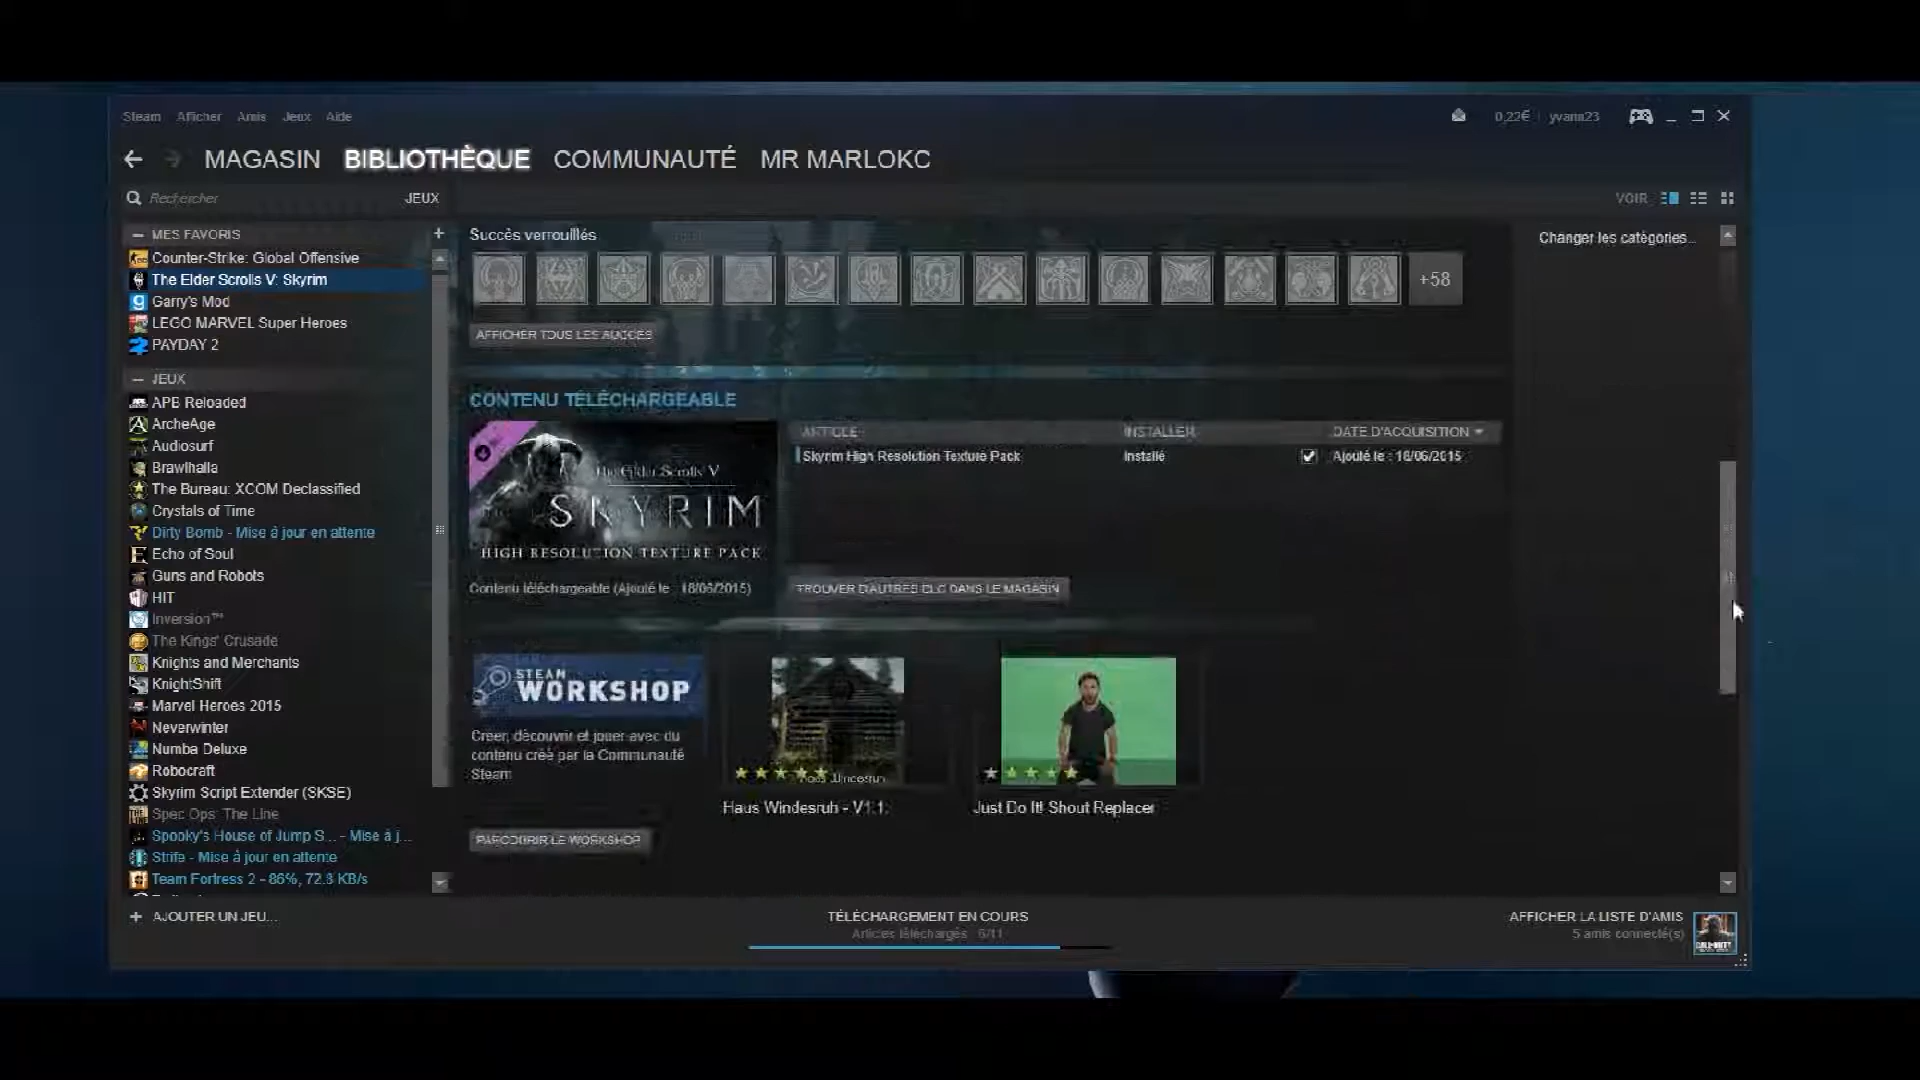 Steam Afficher Amis Jeux Aide
0,22€ yvann23
MAGASIN BIBLIOTHÈQUE COMMUNAUTÉ MR MARLOKC
Rechercher JEUX
VOIR
— MES FAVORIS +
Counter-Strike: Global Offensive
The Elder Scrolls V: Skyrim
Garry's Mod
LEGO MARVEL Super Heroes
PAYDAY 2
— JEUX
APB Reloaded
ArcheAge
Audiosurf
Brawlhalla
The Bureau: XCOM Declassified
Crystals of Time
Dirty Bomb - Mise à jour en attente
Echo of Soul
Guns and Robots
HIT
Inversion™
The Kings' Crusade
Knights and Merchants
KnightShift
Marvel Heroes 2015
Neverwinter
Numba Deluxe
Robocraft
Skyrim Script Extender (SKSE)
Spec Ops: The Line
Spooky's House of Jump S... - Mise à j...
Strife - Mise à jour en attente
Team Fortress 2 - 86%, 72.8 KB/s
Succès verrouillés
+58
AFFICHER TOUS LES SUCCÈS
Changer les catégories...
CONTENU TÉLÉCHARGEABLE
The Elder Scrolls V
SKYRIM
HIGH RESOLUTION TEXTURE PACK
Contenu téléchargeable (Ajouté le : 18/06/2015)
ARTICLE INSTALLER DATE D'ACQUISITION
Skyrim High Resolution Texture Pack Installé Ajouté le : 18/06/2015
TROUVER D'AUTRES DLC DANS LE MAGASIN
STEAM
WORKSHOP
Créer, découvrir et jouer avec du
contenu créé par la Communauté
Steam
PARCOURIR LE WORKSHOP
Haus Windesruh
Haus Windesruh - V1.1.
Just Do It! Shout Replacer
+ AJOUTER UN JEU...
TÉLÉCHARGEMENT EN COURS
Articles téléchargés : 6/11
AFFICHER LA LISTE D'AMIS
5 amis connecté(s)
CALL OF DUTY